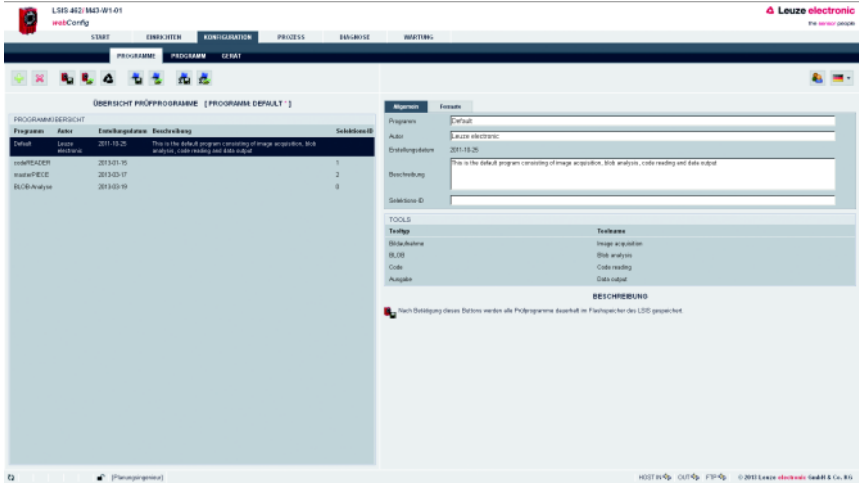 LSIS 462i M43-W1-01
webConfig
Leuze electronic
the sensor people
START EINRICHTEN KONFIGURATION PROZESS DIAGNOSE WARTUNG
PROGRAMME PROGRAMM GERÄT
ÜBERSICHT PRÜFPROGRAMME [ PROGRAMM: DEFAULT * ]
PROGRAMMÜBERSICHT
Programm Autor Erstellungsdatum Beschreibung Selektions-ID
Default Leuze electronic 2011-10-25 This is the default program consisting of image acquisition, blob
analysis, code reading and data output
codeREADER 2013-01-15 1
masterPIECE 2013-03-17 2
BLOB-Analyse 2013-03-19 0
Allgemein Formate
Programm Default
Autor Leuze electronic
Erstellungsdatum 2011-10-25
Beschreibung This is the default program consisting of image acquisition, blob analysis, code reading and data output
Selektions-ID
TOOLS
Tooltyp Toolname
Bildaufnahme Image acquisition
BLOB Blob analysis
Code Code reading
Ausgabe Data output
BESCHREIBUNG
Nach Betätigung dieses Buttons werden alle Prüfprogramme dauerhaft im Flashspeicher des LSIS gespeichert.
[Planungsingenieur]
HOST IN OUT FTP © 2013 Leuze electronic GmbH & Co. KG